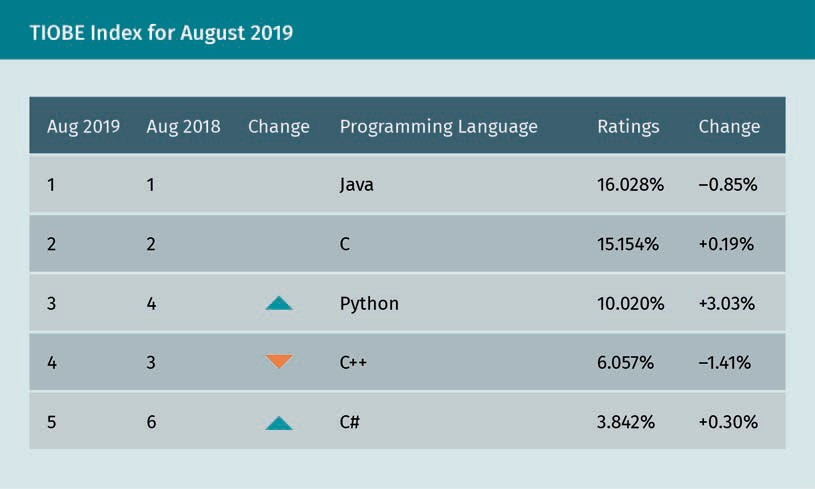 TIOBE Index for August 2019
Aug 2019 Aug 2018 Change Programming Language Ratings Change
1 1 Java 16.028% –0.85%
2 2 C 15.154% +0.19%
3 4 Python 10.020% +3.03%
4 3 C++ 6.057% –1.41%
5 6 C# 3.842% +0.30%